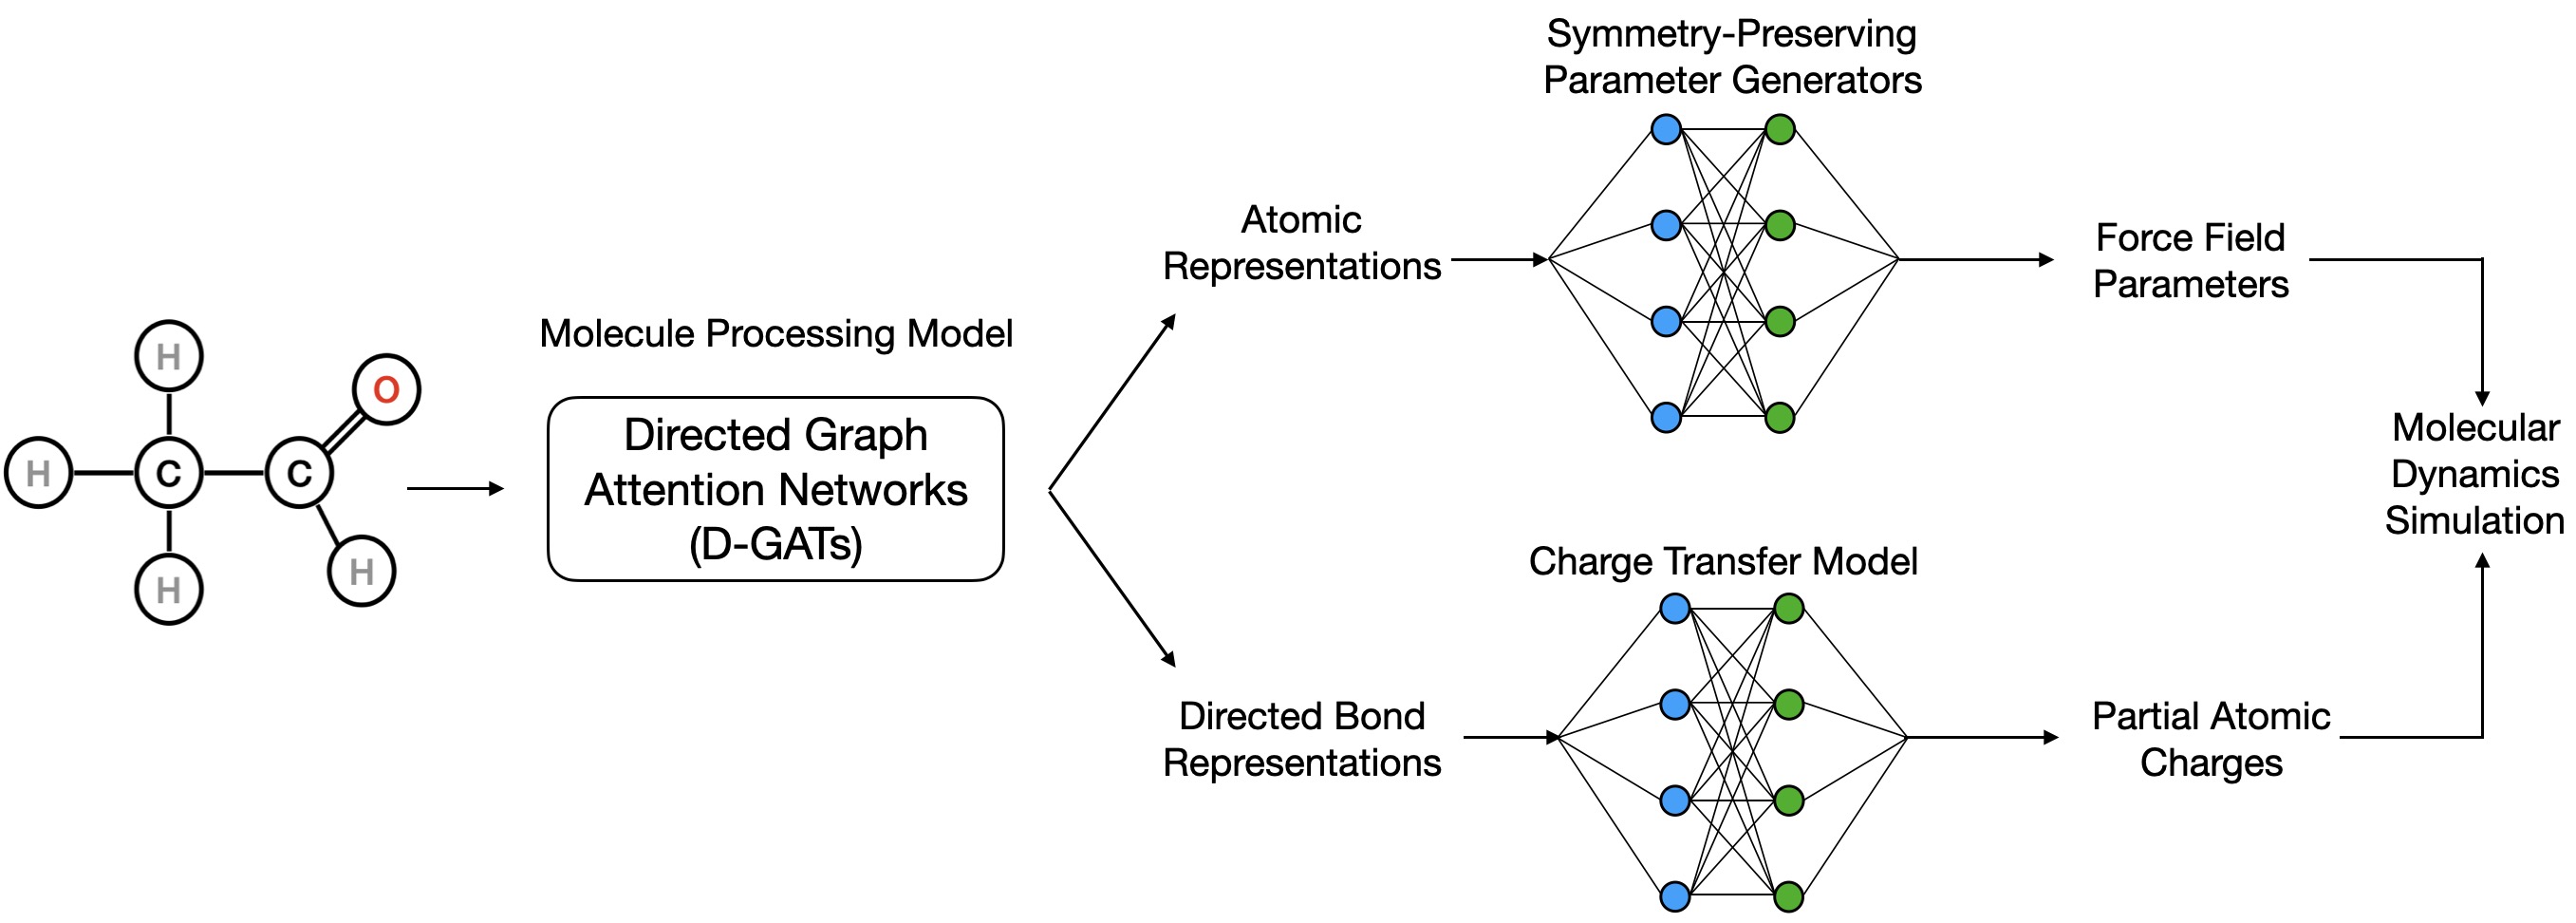 H
H
C
C
O
H
H
Molecule Processing Model
Directed Graph
Attention Networks
(D-GATs)
Atomic
Representations
Symmetry-Preserving
Parameter Generators
Force Field
Parameters
Directed Bond
Representations
Charge Transfer Model
Partial Atomic
Charges
Molecular
Dynamics
Simulation